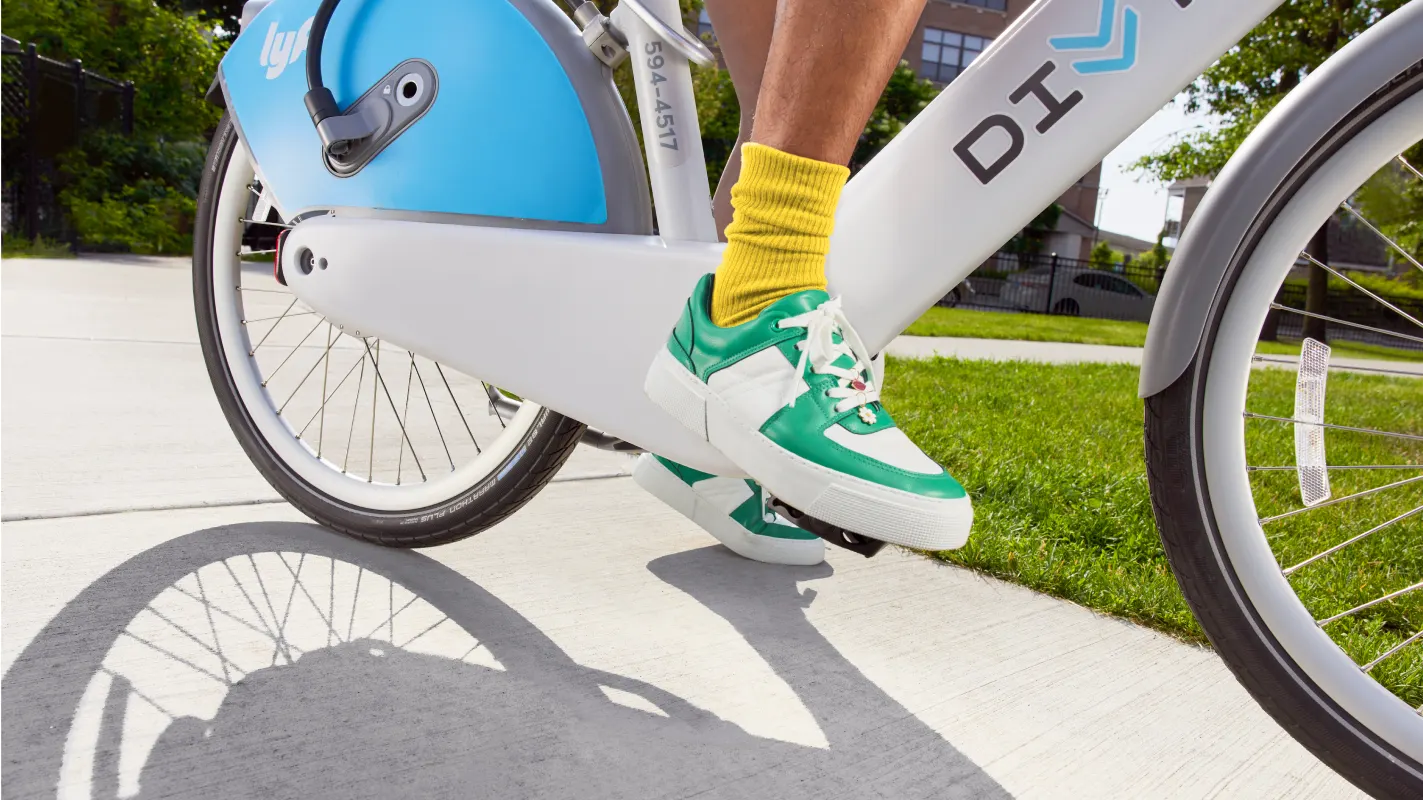 lyf
594-4517
DI
MARATHON PLUS